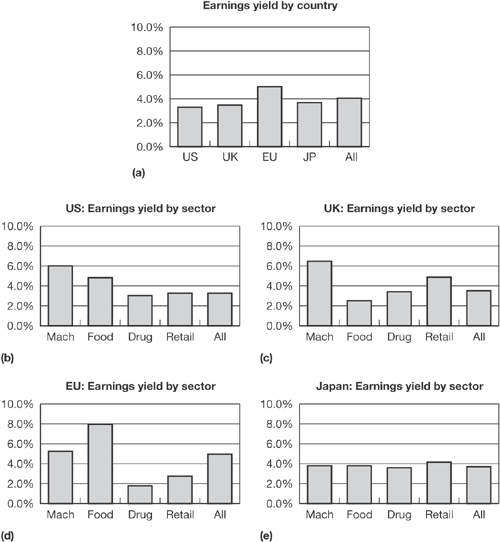 Earnings yield by country
10.0%
8.0%
6.0%
4.0%
2.0%
0.0%
US UK EU JP All
(a)
US: Earnings yield by sector
10.0%
8.0%
6.0%
4.0%
2.0%
0.0%
Mach Food Drug Retail All
(b)
UK: Earnings yield by sector
10.0%
8.0%
6.0%
4.0%
2.0%
0.0%
Mach Food Drug Retail All
(c)
EU: Earnings yield by sector
10.0%
8.0%
6.0%
4.0%
2.0%
0.0%
Mach Food Drug Retail All
(d)
Japan: Earnings yield by sector
10.0%
8.0%
6.0%
4.0%
2.0%
0.0%
Mach Food Drug Retail All
(e)